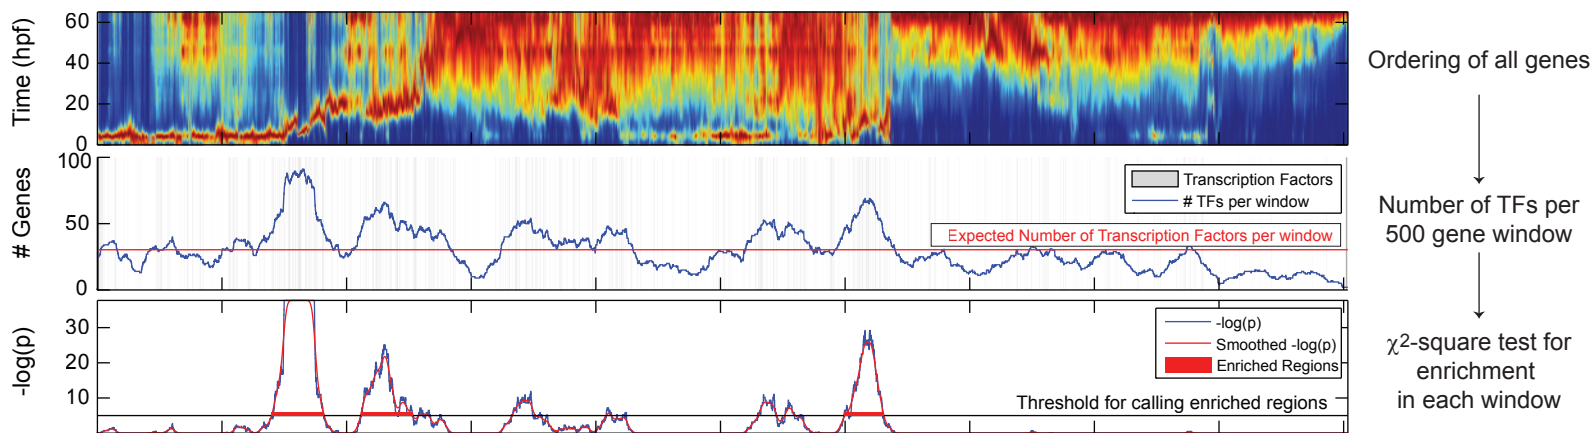 Time (hpf)
60
40
20
0
Ordering of all genes
# Genes
100
50
0
Transcription Factors
# TFs per window
Expected Number of Transcription Factors per window
Number of TFs per
500 gene window
-log(p)
30
20
10
-log(p)
Smoothed -log(p)
Enriched Regions
Threshold for calling enriched regions
χ2-square test for
enrichment
in each window